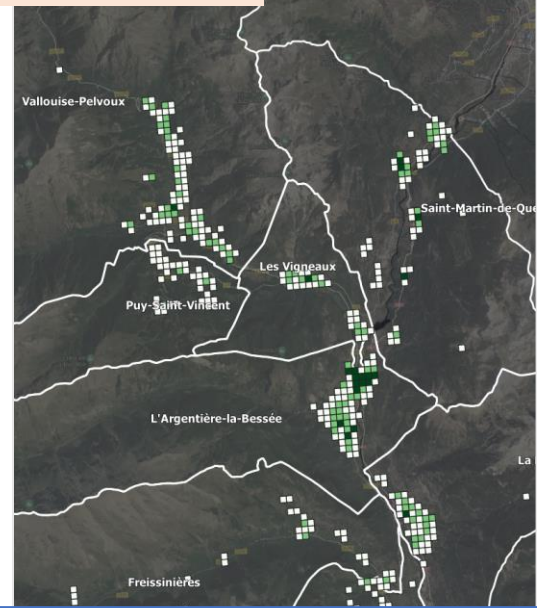 Vallouise-Pelvoux
Saint-Martin-de-Que
Les Vigneaux
Puy-Saint-Vincent
L'Argentière-la-Bessée
La
Freissinières